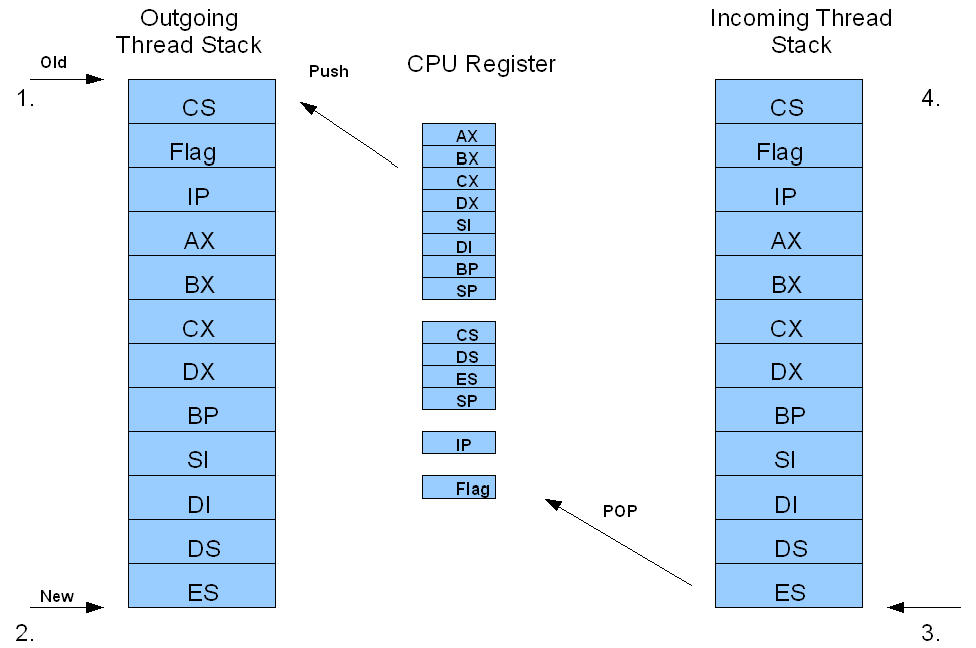 Outgoing
Thread Stack
Old
1.
CS
Flag
IP
AX
BX
CX
DX
BP
SI
DI
DS
ES
New
2.
Push
CPU Register
AX
BX
CX
DX
SI
DI
BP
SP
CS
DS
ES
SP
IP
Flag
POP
Incoming Thread
Stack
4.
CS
Flag
IP
AX
BX
CX
DX
BP
SI
DI
DS
ES
3.